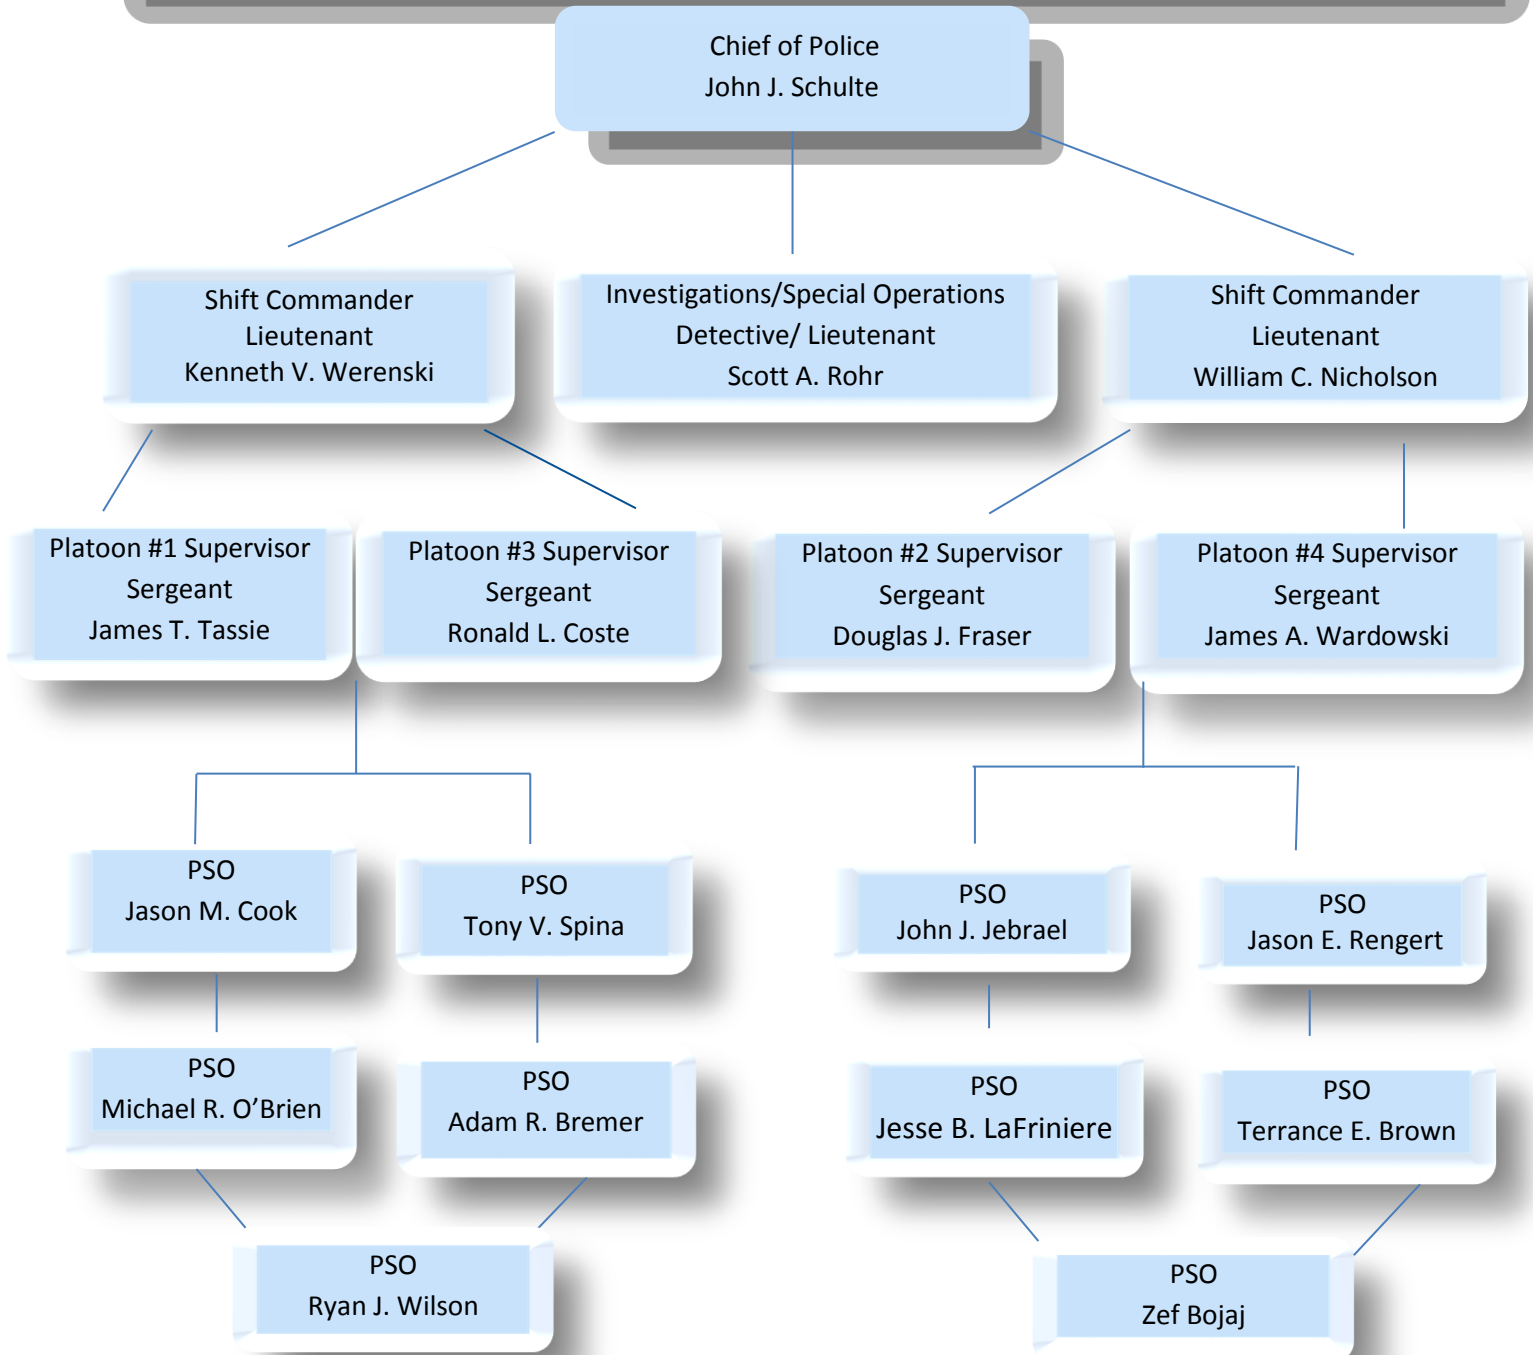 Chief of Police
John J. Schulte
Shift Commander
Lieutenant
Kenneth V. Werenski
Investigations/Special Operations
Detective/ Lieutenant
Scott A. Rohr
Shift Commander
Lieutenant
William C. Nicholson
Platoon #1 Supervisor
Sergeant
James T. Tassie
Platoon #3 Supervisor
Sergeant
Ronald L. Coste
Platoon #2 Supervisor
Sergeant
Douglas J. Fraser
Platoon #4 Supervisor
Sergeant
James A. Wardowski
PSO
Jason M. Cook
PSO
Tony V. Spina
PSO
John J. Jebrael
PSO
Jason E. Rengert
PSO
Michael R. O’Brien
PSO
Adam R. Bremer
PSO
Jesse B. LaFriniere
PSO
Terrance E. Brown
PSO
Ryan J. Wilson
PSO
Zef Bojaj